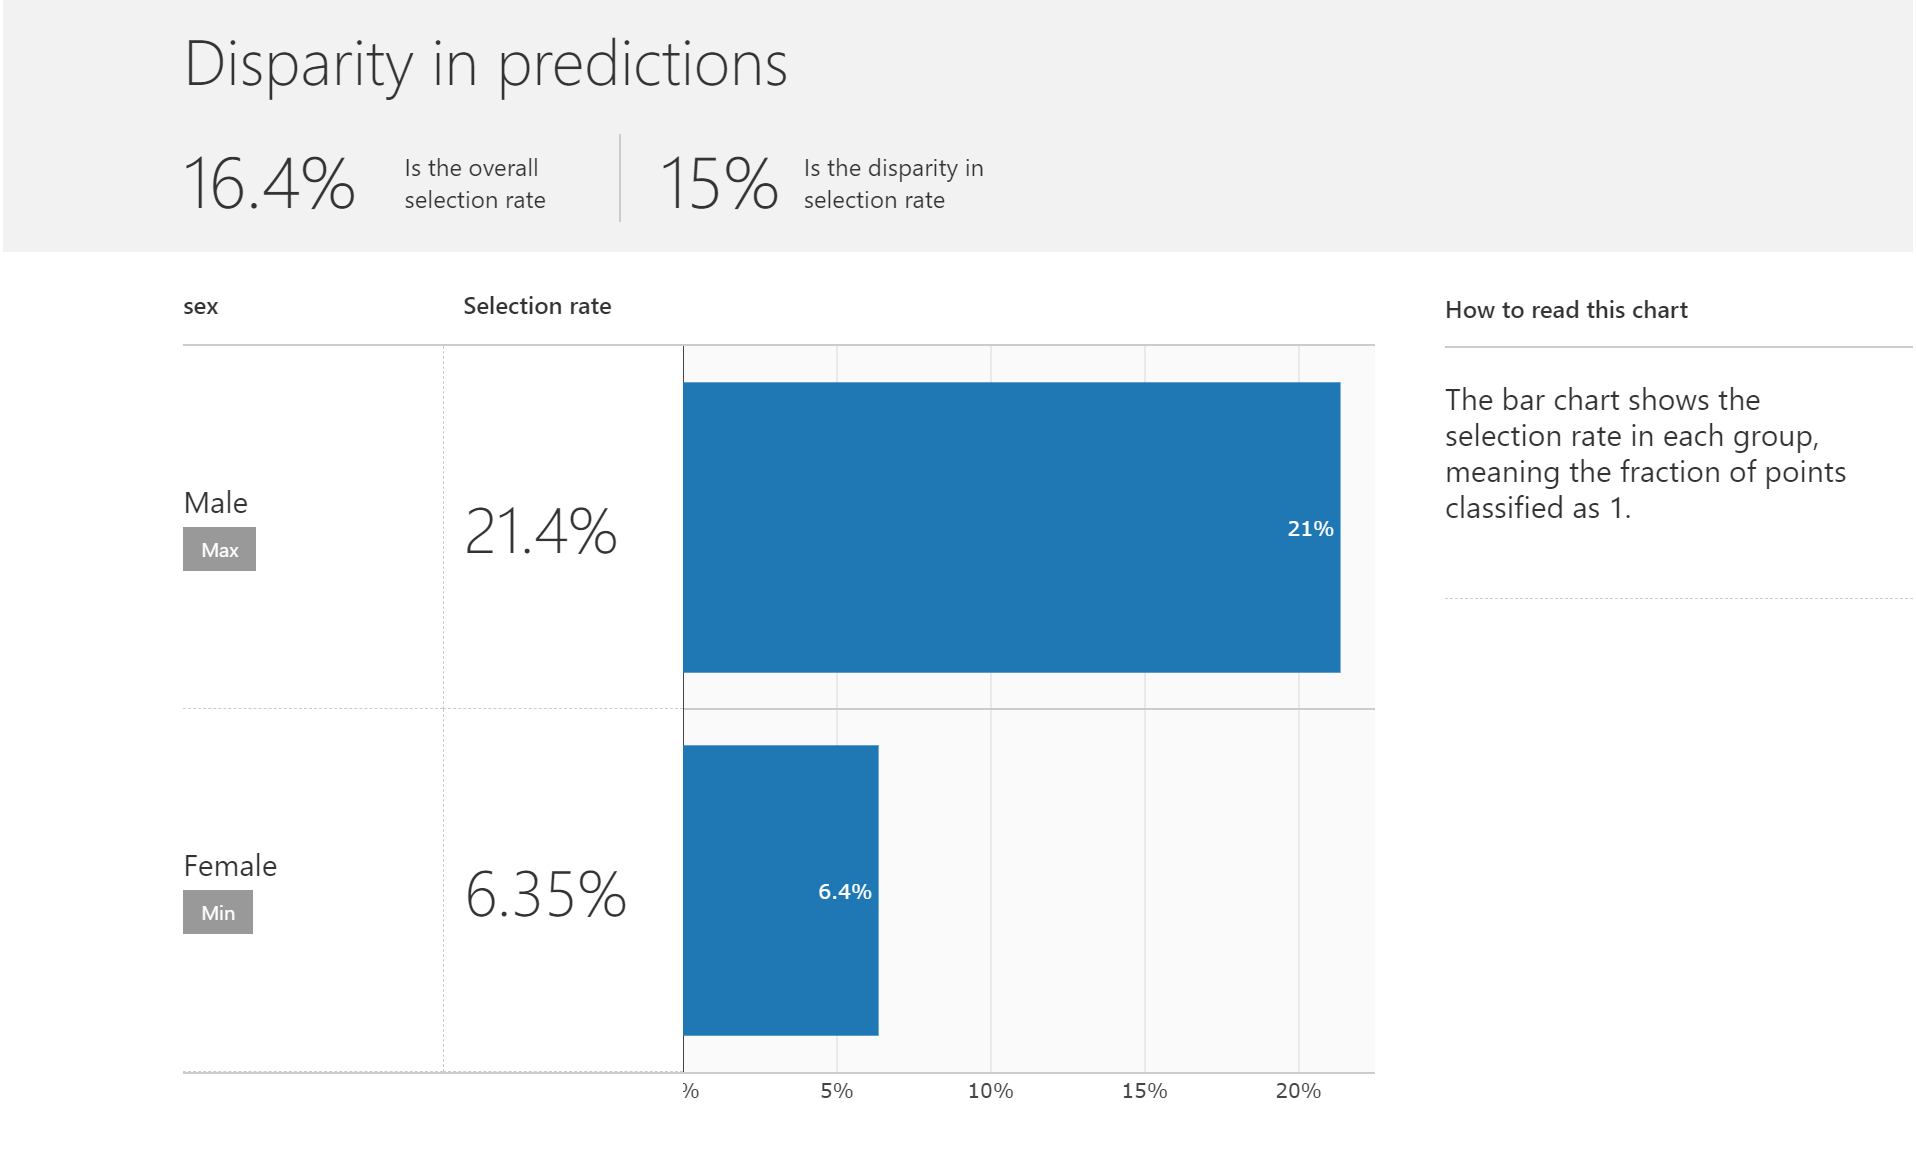 Disparity in predictions
16.4%
Is the overall
selection rate
15%
Is the disparity in
selection rate
sex
Selection rate
How to read this chart
The bar chart shows the
selection rate in each group,
meaning the fraction of points
classified as 1.
Male
Max
21.4%
21%
Female
Min
6.35%
6.4%
% 5% 10% 15% 20%